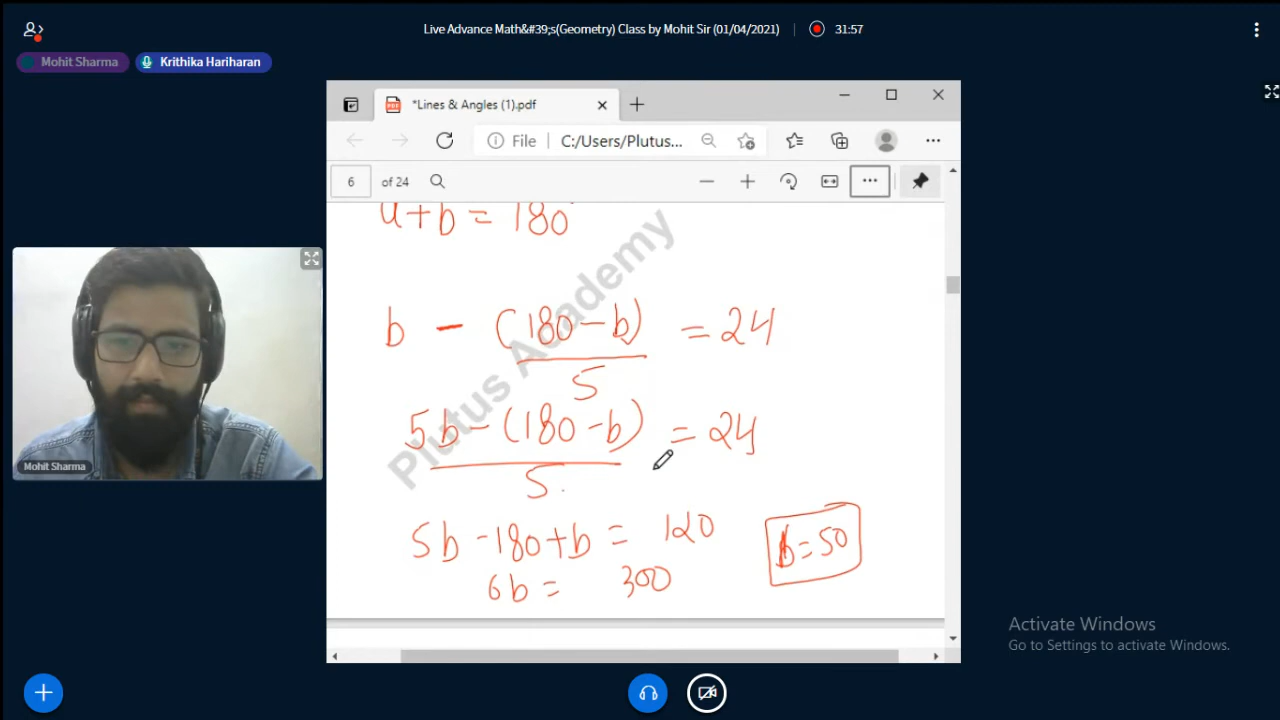 Live Advance Math&#39;s(Geometry) Class by Mohit Sir (01/04/2021)
31:57
Mohit Sharma
Krithika Hariharan
*Lines & Angles (1).pdf
File
C:/Users/Plutus...
6
of 24
a+b = 180°
b - (180-b)/5 = 24
5b-(180-b)/5 = 24
5b-180+b = 120
6b = 300
b=50
Plutus Academy
Mohit Sharma
Activate Windows
Go to Settings to activate Windows.